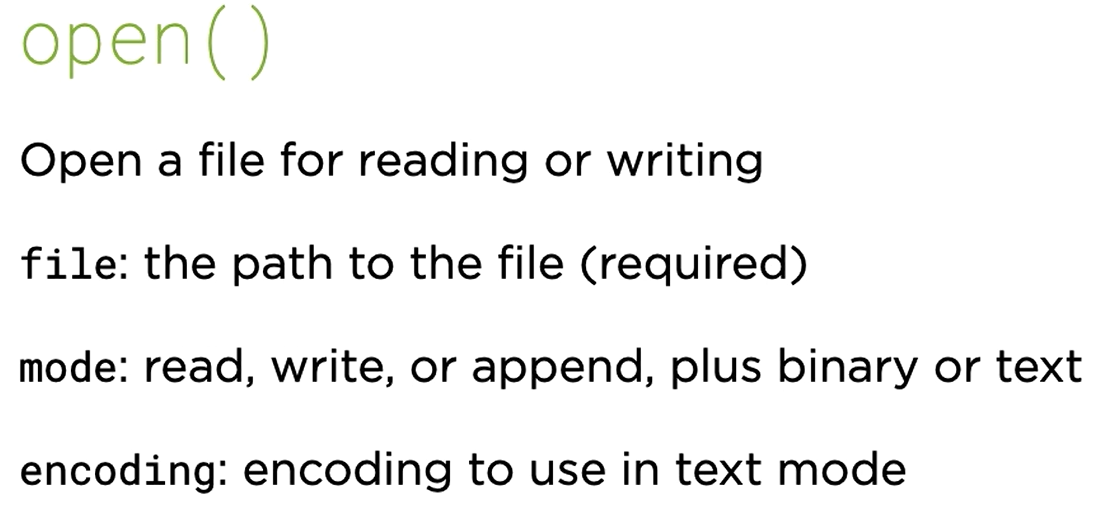 open()
Open a file for reading or writing
file: the path to the file (required)
mode: read, write, or append, plus binary or text
encoding: encoding to use in text mode